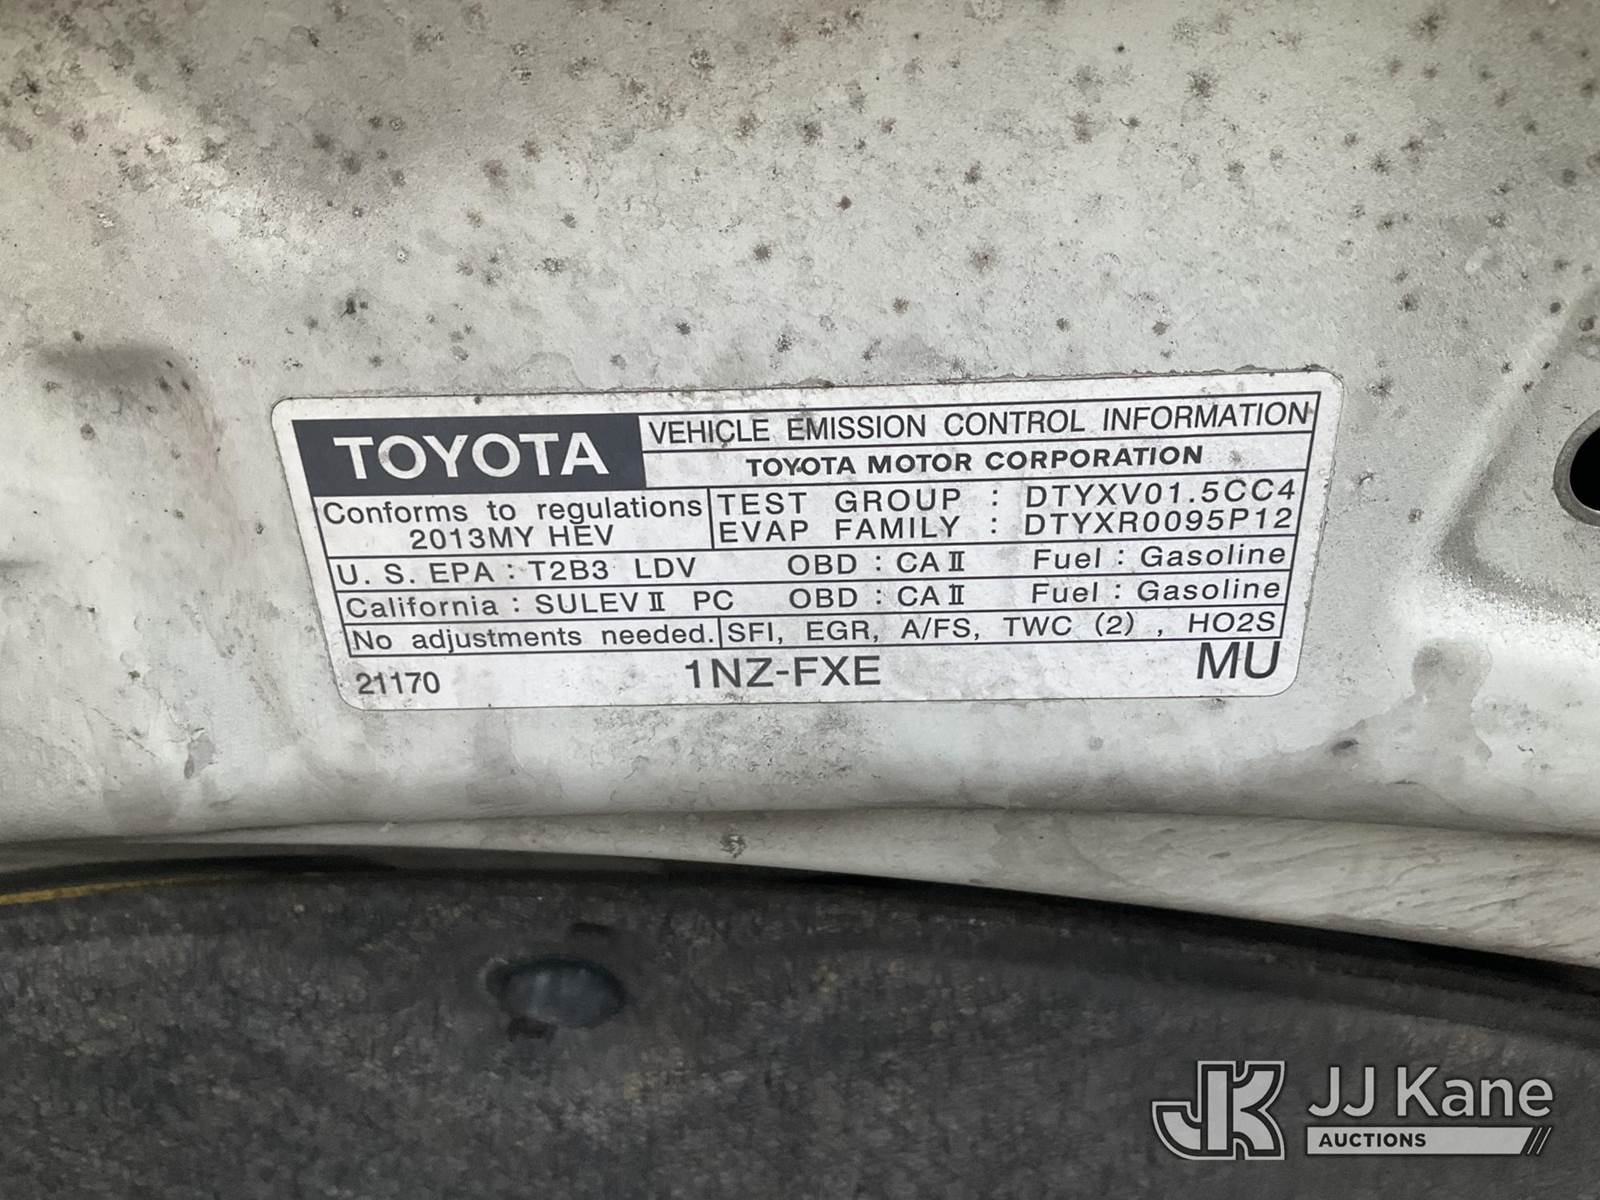 TOYOTA
VEHICLE EMISSION CONTROL INFORMATION
TOYOTA MOTOR CORPORATION
Conforms to regulations
2013MY HEV
TEST GROUP : DTYXV01.5CC4
EVAP FAMILY : DTYXR0095P12
U. S. EPA : T2B3 LDV OBD : CA II Fuel : Gasoline
California : SULEV II PC OBD : CA II Fuel : Gasoline
No adjustments needed. SFI, EGR, A/FS, TWC (2) , HO2S
21170 1NZ-FXE MU
JK JJ Kane
AUCTIONS